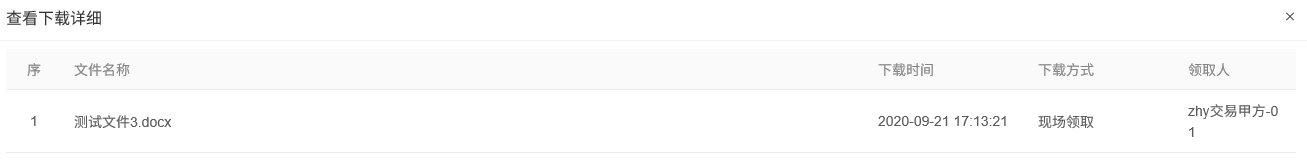 查看下载详细
×
序 文件名称 下载时间 下载方式 领取人
1 测试文件3.docx 2020-09-21 17:13:21 现场领取 zhy交易甲方-0
1